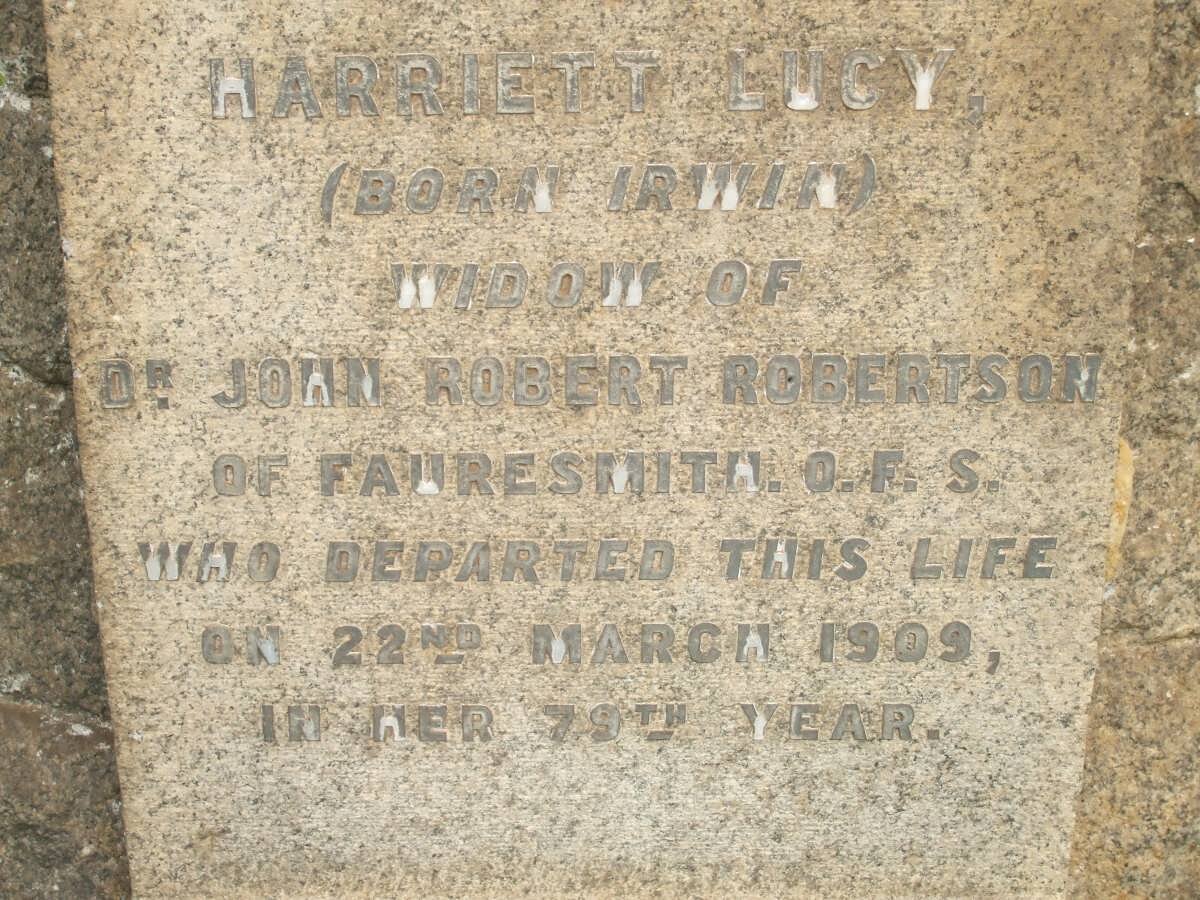 HARRIETT LUCY,
(BORN IRWIN)
WIDOW OF
DR. JOHN ROBERT ROBERTSON
OF FAURESMITH. O. F. S.
WHO DEPARTED THIS LIFE
ON 22ND MARCH 1909,
IN HER 79TH YEAR.